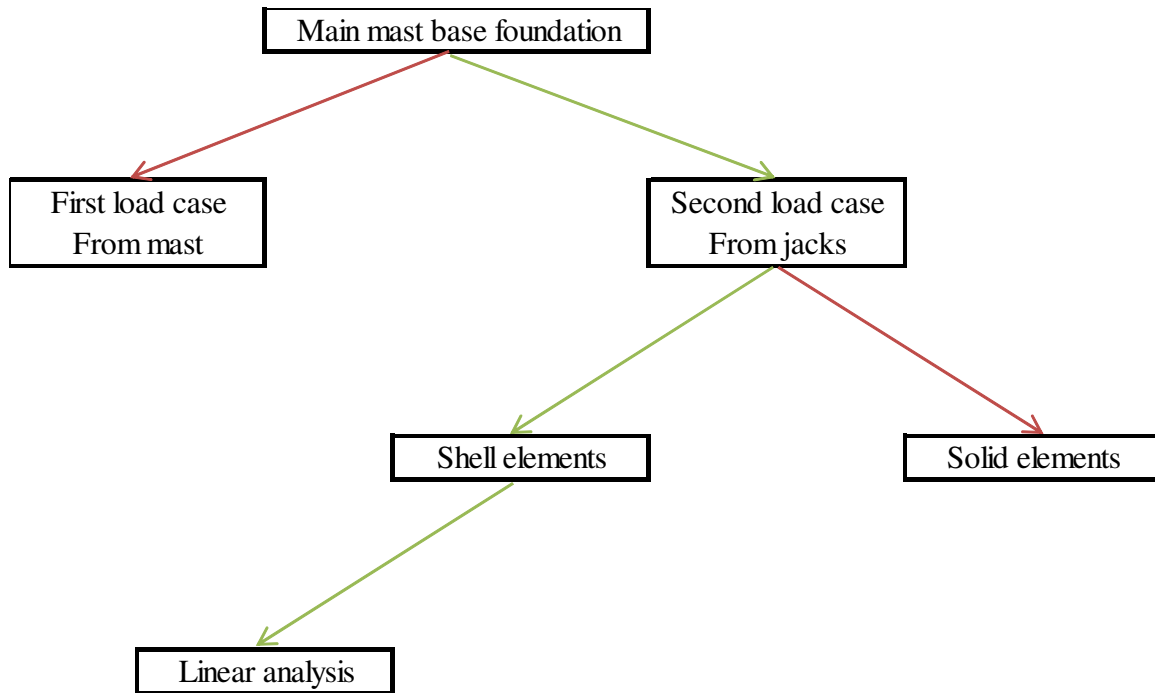 Main mast base foundation
First load case
From mast
Second load case
From jacks
Shell elements
Solid elements
Linear analysis